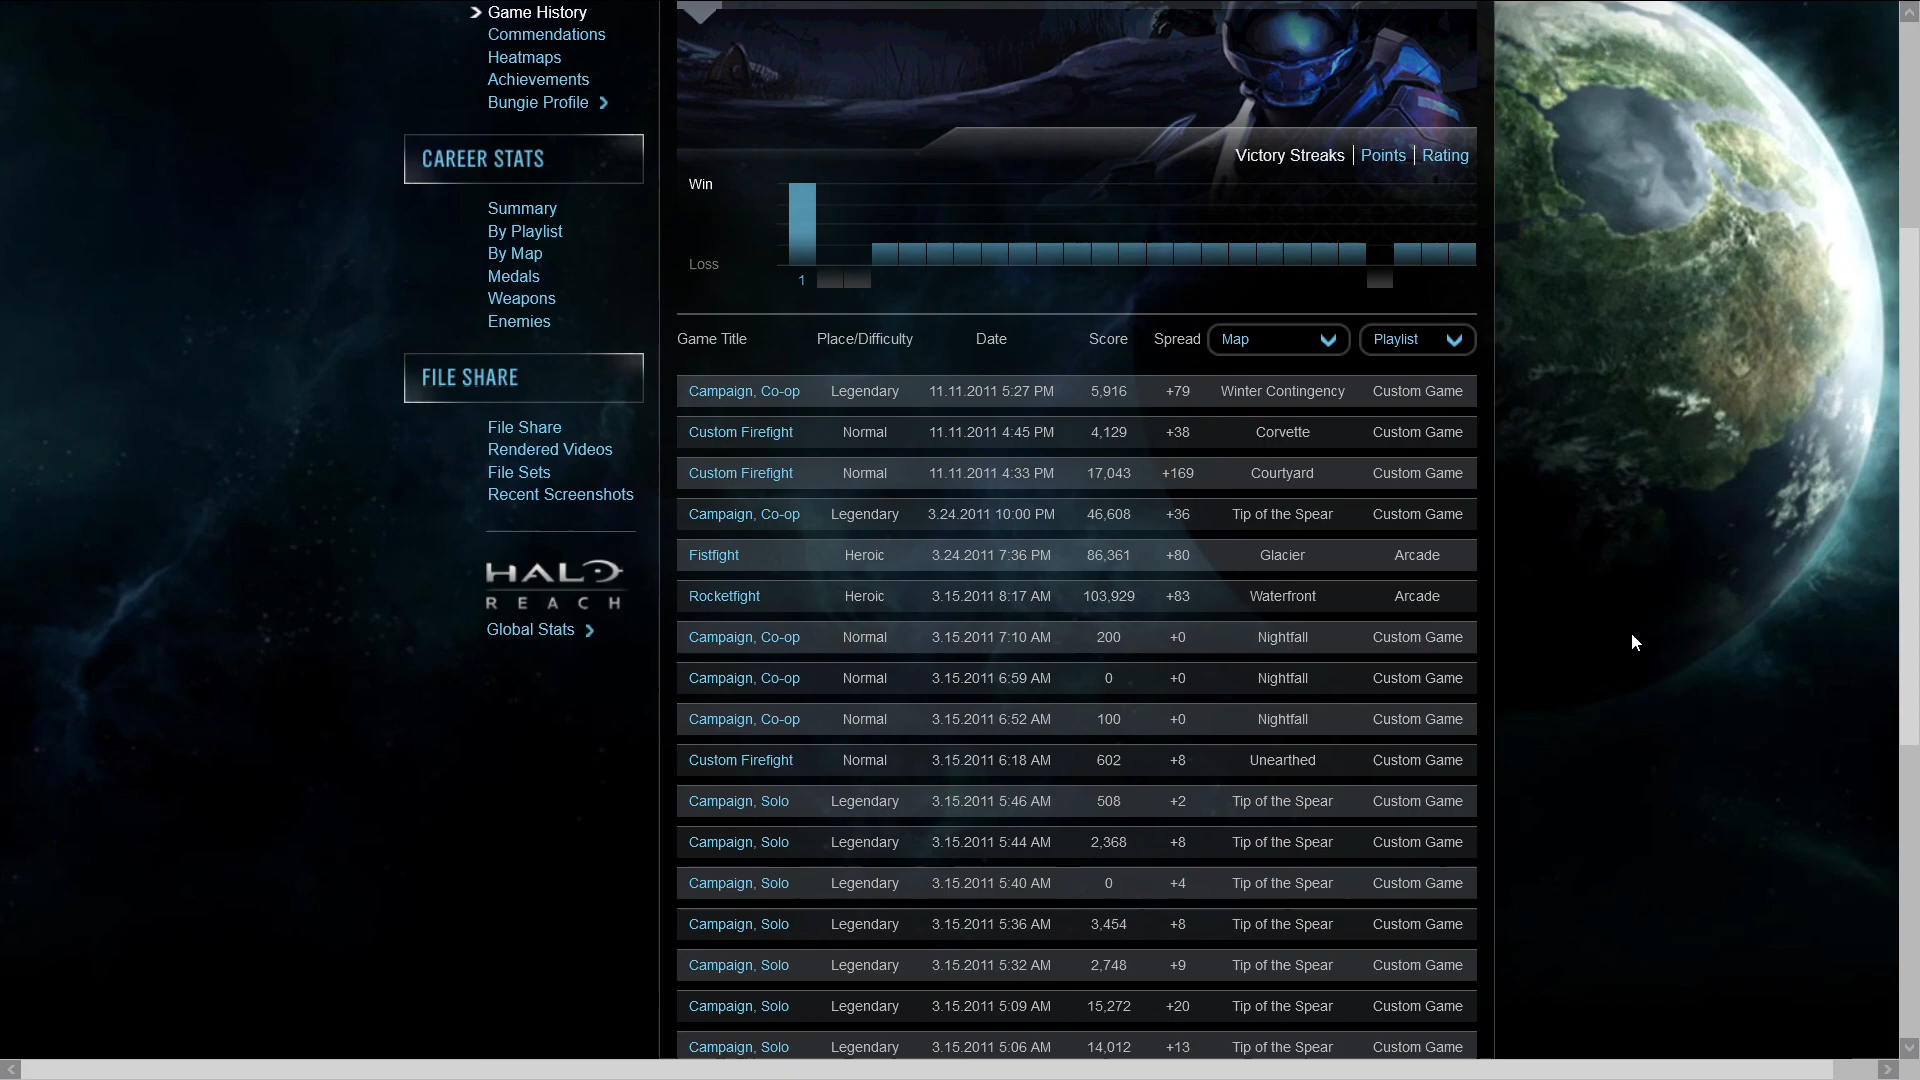 Game History
Commendations
Heatmaps
Achievements
Bungie Profile
CAREER STATS
Summary
By Playlist
By Map
Medals
Weapons
Enemies
FILE SHARE
File Share
Rendered Videos
File Sets
Recent Screenshots
HALO
REACH
Global Stats
Victory Streaks | Points | Rating
Win
Loss
1
Game Title Place/Difficulty Date Score Spread Map Playlist
Campaign, Co-op Legendary 11.11.2011 5:27 PM 5,916 +79 Winter Contingency Custom Game
Custom Firefight Normal 11.11.2011 4:45 PM 4,129 +38 Corvette Custom Game
Custom Firefight Normal 11.11.2011 4:33 PM 17,043 +169 Courtyard Custom Game
Campaign, Co-op Legendary 3.24.2011 10:00 PM 46,608 +36 Tip of the Spear Custom Game
Fistfight Heroic 3.24.2011 7:36 PM 86,361 +80 Glacier Arcade
Rocketfight Heroic 3.15.2011 8:17 AM 103,929 +83 Waterfront Arcade
Campaign, Co-op Normal 3.15.2011 7:10 AM 200 +0 Nightfall Custom Game
Campaign, Co-op Normal 3.15.2011 6:59 AM 0 +0 Nightfall Custom Game
Campaign, Co-op Normal 3.15.2011 6:52 AM 100 +0 Nightfall Custom Game
Custom Firefight Normal 3.15.2011 6:18 AM 602 +8 Unearthed Custom Game
Campaign, Solo Legendary 3.15.2011 5:46 AM 508 +2 Tip of the Spear Custom Game
Campaign, Solo Legendary 3.15.2011 5:44 AM 2,368 +8 Tip of the Spear Custom Game
Campaign, Solo Legendary 3.15.2011 5:40 AM 0 +4 Tip of the Spear Custom Game
Campaign, Solo Legendary 3.15.2011 5:36 AM 3,454 +8 Tip of the Spear Custom Game
Campaign, Solo Legendary 3.15.2011 5:32 AM 2,748 +9 Tip of the Spear Custom Game
Campaign, Solo Legendary 3.15.2011 5:09 AM 15,272 +20 Tip of the Spear Custom Game
Campaign, Solo Legendary 3.15.2011 5:06 AM 14,012 +13 Tip of the Spear Custom Game